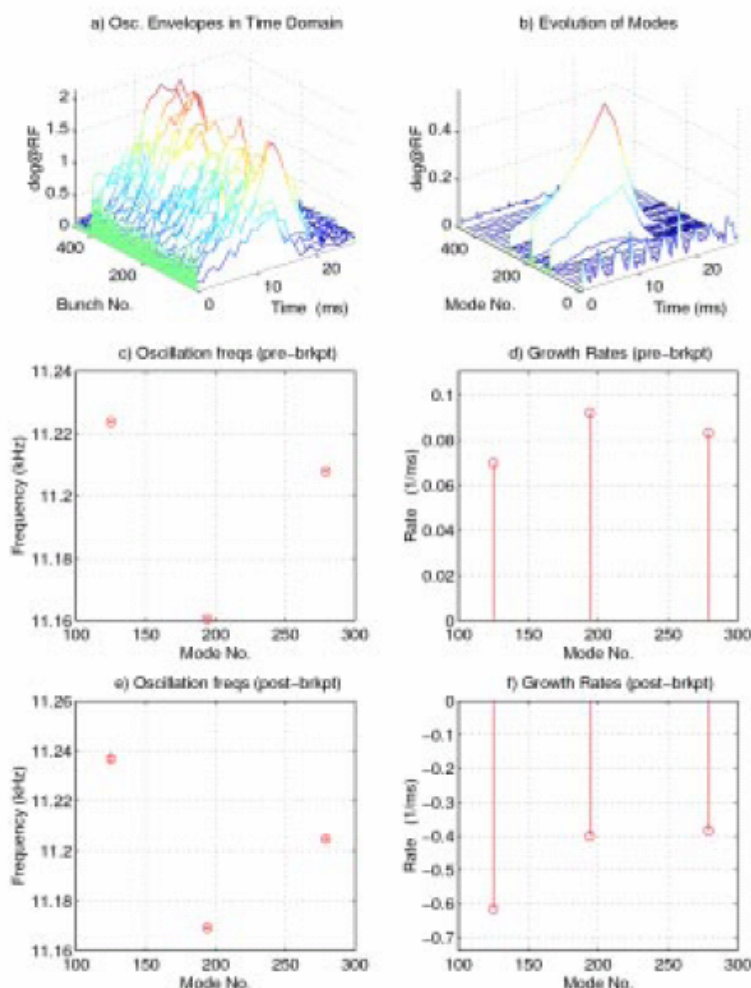 a) Osc. Envelopes in Time Domain
deg@RF
2
1.5
1
0.5
0
400
200
0
10
20
Bunch No.
Time (ms)
b) Evolution of Modes
deg@RF
0.4
0.2
0
400
200
0
0
10
20
Mode No.
Time (ms)
c) Oscillation freqs (pre-brkpt)
Frequency (kHz)
11.24
11.22
11.2
11.18
11.16
100 150 200 250 300
Mode No.
d) Growth Rates (pre-brkpt)
Rate (1/ms)
0.1
0.08
0.06
0.04
0.02
0
100 150 200 250 300
Mode No.
e) Oscillation freqs (post-brkpt)
Frequency (kHz)
11.26
11.24
11.22
11.2
11.18
11.16
100 150 200 250 300
Mode No.
f) Growth Rates (post-brkpt)
Rate (1/ms)
0
-0.1
-0.2
-0.3
-0.4
-0.5
-0.6
-0.7
100 150 200 250 300
Mode No.